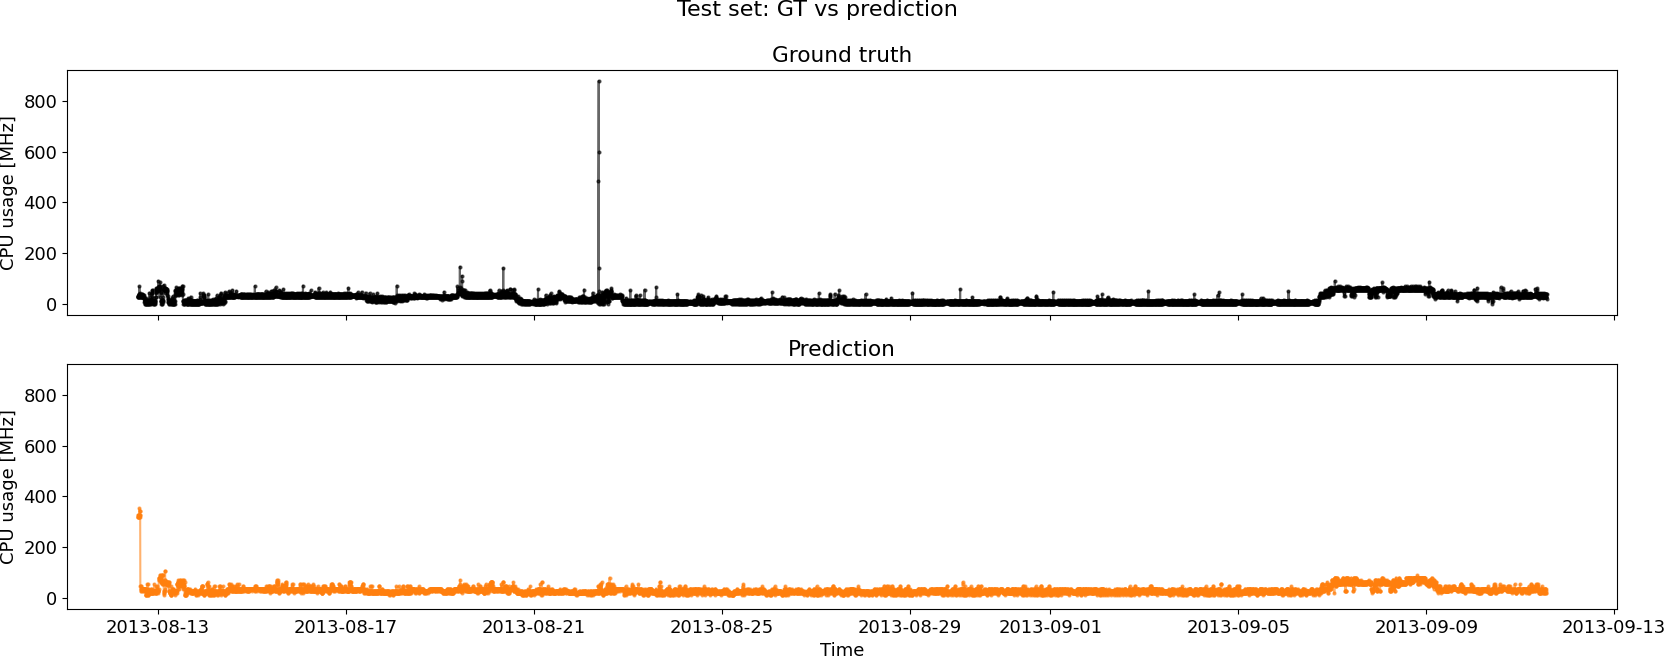 Test set: GT vs prediction
Ground truth
CPU usage [MHz]
800
600
400
200
0
Prediction
CPU usage [MHz]
800
600
400
200
0
2013-08-13 2013-08-17 2013-08-21 2013-08-25 2013-08-29 2013-09-01 2013-09-05 2013-09-09 2013-09-13
Time